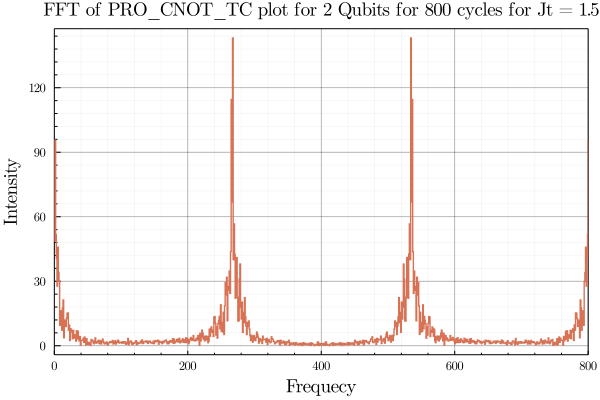 FFT of PRO_CNOT_TC plot for 2 Qubits for 800 cycles for Jt = 1.5
120
90
60
30
0
Intensity
0 200 400 600 800
Frequecy